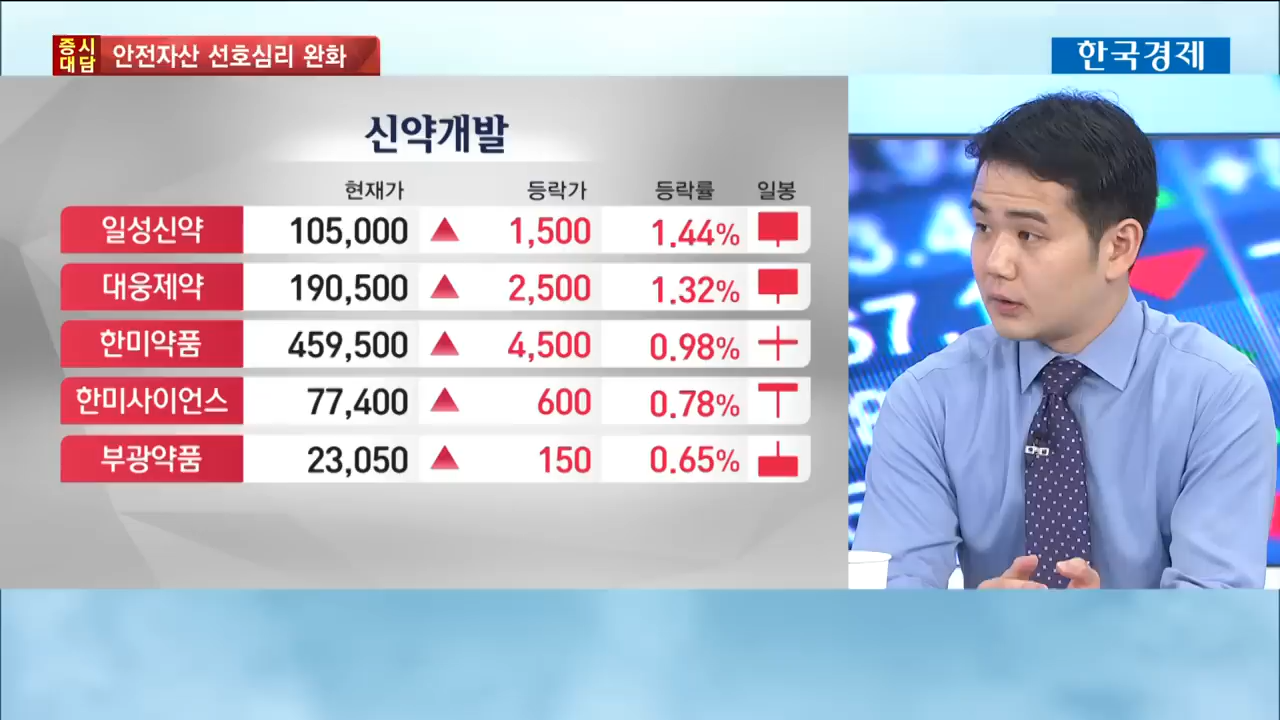 증시
대담
안전자산 선호심리 완화
한국경제
신약개발
현재가 등락가 등락률 일봉
일성신약 105,000 ▲ 1,500 1.44%
대웅제약 190,500 ▲ 2,500 1.32%
한미약품 459,500 ▲ 4,500 0.98%
한미사이언스 77,400 ▲ 600 0.78%
부광약품 23,050 ▲ 150 0.65%